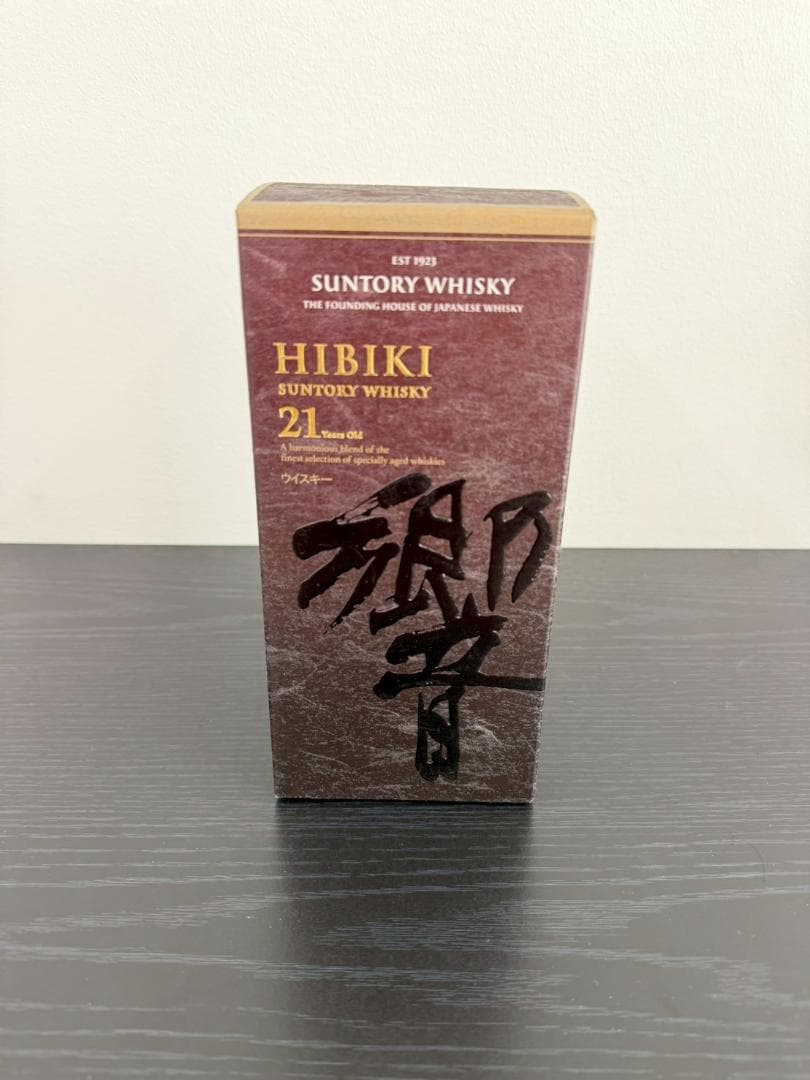 EST 1923
SUNTORY WHISKY
THE FOUNDING HOUSE OF JAPANESE WHISKY
HIBIKI
SUNTORY WHISKY
21 Years Old
A harmonious blend of the
finest selection of specially aged whiskies
ウイスキー
響